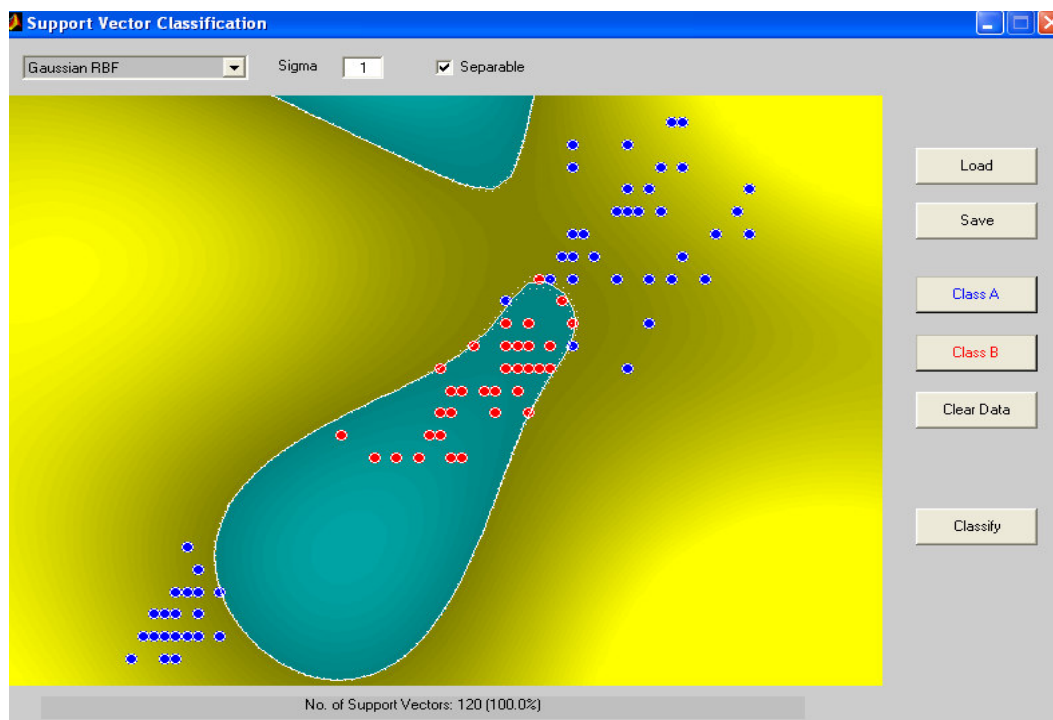 Support Vector Classification
Gaussian RBF
Sigma
1
Separable
Load
Save
Class A
Class B
Clear Data
Classify
No. of Support Vectors: 120 (100.0%)